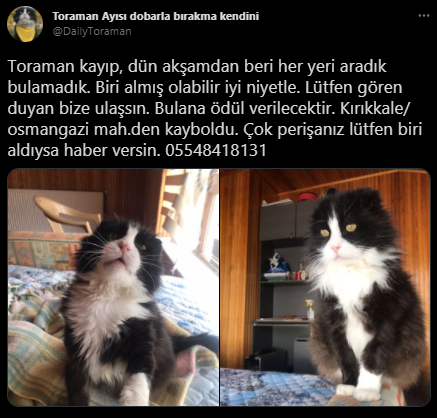 Toraman Ayısı dobarla bırakma kendini
@DailyToraman
Toraman kayıp, dün akşamdan beri her yeri aradık
bulamadık. Biri almış olabilir iyi niyetle. Lütfen gören
duyan bize ulaşsın. Bulana ödül verilecektir. Kırıkkale/
osmangazi mah.den kayboldu. Çok perişanız lütfen biri
aldıysa haber versin. 05548418131